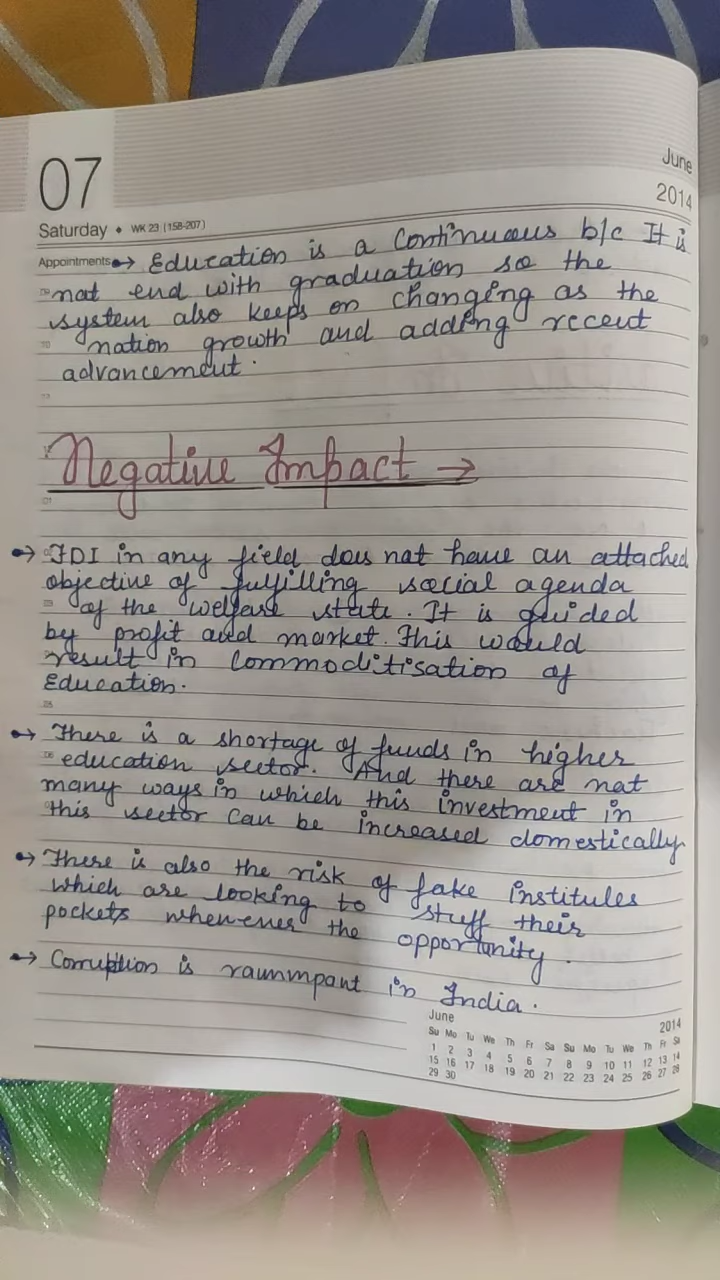 07
June
2014
Saturday • WK 23 (158-207)
Appointments → Education is a Continuous b/c It is
not end with graduation so the
system also keeps on changing as the
nation growth and adding recent
advancement.
Negative Impact →
→ FDI in any field does not have an attached
objective of fulfilling social agenda
of the welfare state. It is guided
by profit and market. This would
result in Commoditisation of
Education.
→ There is a shortage of funds in higher
education sector. And there are not
many ways in which this investment in
this sector can be increased domestically
→ There is also the risk of fake institules
which are looking to stuff their
pockets whenever the opportunity.
→ Corruption is raummpant in India.
June 2014
Su Mo Tu We Th Fr Sa Su Mo Tu We Th Fr Sa
1 2 3 4 5 6 7 8 9 10 11 12 13 14
15 16 17 18 19 20 21 22 23 24 25 26 27 28
29 30